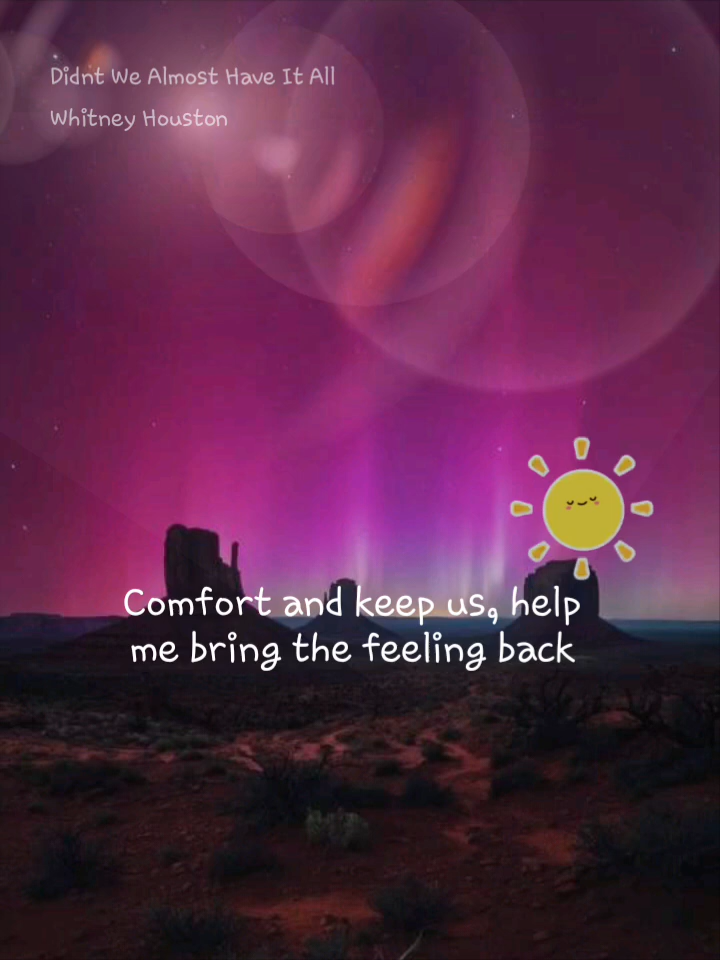 Didnt We Almost Have It All
Whitney Houston
Comfort and keep us, help
me bring the feeling back